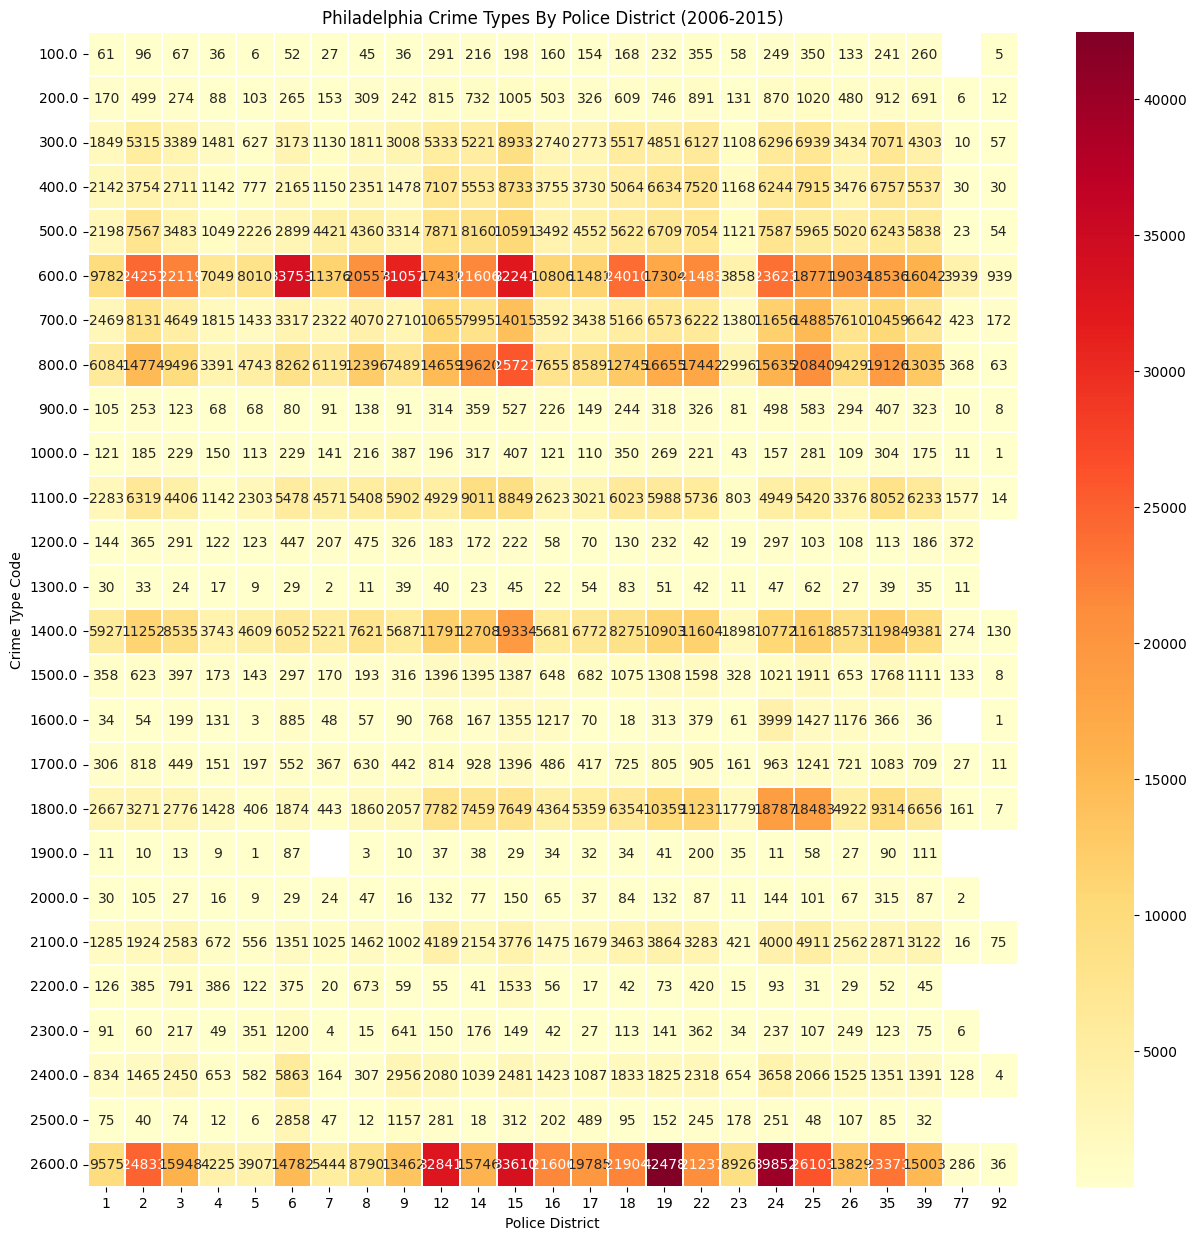 Philadelphia Crime Types By Police District (2006-2015)
100.0 61 96 67 36 6 52 27 45 36 291 216 198 160 154 168 232 355 58 249 350 133 241 260 5
200.0 170 499 274 88 103 265 153 309 242 815 732 1005 503 326 609 746 891 131 870 1020 480 912 691 6 12
300.0 1849 5315 3389 1481 627 3173 1130 1811 3008 5333 5221 8933 2740 2773 5517 4851 6127 1108 6296 6939 3434 7071 4303 10 57
400.0 2142 3754 2711 1142 777 2165 1150 2351 1478 7107 5553 8733 3755 3730 5064 6634 7520 1168 6244 7915 3476 6757 5537 30 30
500.0 2198 7567 3483 1049 2226 2899 4421 4360 3314 7871 8160 10591 3492 4552 5622 6709 7054 1121 7587 5965 5020 6243 5838 23 54
600.0 9782 22119 7049 8010 33753 11376 20557 31057 21606 32241 10806 11481 24010 17304 21483 3858 18771 19034 18536 16042 3939 939
700.0 2469 8131 4649 1815 1433 3317 2322 4070 2710 10655 7995 14015 3592 3438 5166 6573 6222 1380 11656 14885 7610 10459 6642 423 172
800.0 6084 14774 9496 3391 4743 8262 6119 12396 7489 14659 19620 25721 7655 8589 12745 16655 17442 2996 15635 20840 9429 19126 13035 368 63
900.0 105 253 123 68 68 80 91 138 91 314 359 527 226 149 244 318 326 81 498 583 294 407 323 10 8
1000.0 121 185 229 150 113 229 141 216 387 196 317 407 121 110 350 269 221 43 157 281 109 304 175 11 1
1100.0 2283 6319 4406 1142 2303 5478 4571 5408 5902 4929 9011 8849 2623 3021 6023 5988 5736 803 4949 5420 3376 8052 6233 1577 14
1200.0 144 365 291 122 123 447 207 475 326 183 172 222 58 70 130 232 42 19 297 103 108 113 186 372
1300.0 30 33 24 17 9 29 2 11 39 40 23 45 22 54 83 51 42 11 47 62 27 39 35 11
1400.0 5927 11252 8535 3743 4609 6052 5221 7621 5687 11791 12708 19334 5681 6772 8275 10903 11604 1898 10772 11618 8573 11984 9381 274 130
1500.0 358 623 397 173 143 297 170 193 316 1396 1395 1387 648 682 1075 1308 1598 328 1021 1911 653 1768 1111 133 8
1600.0 34 54 199 131 3 885 48 57 90 768 167 1355 1217 70 18 313 379 61 3999 1427 1176 366 36 1
1700.0 306 818 449 151 197 552 367 630 442 814 928 1396 486 417 725 805 905 161 963 1241 721 1083 709 27 11
1800.0 2667 3271 2776 1428 406 1874 443 1860 2057 7782 7459 7649 4364 5359 6354 10359 11231 1779 18787 18483 4922 9314 6656 161 7
1900.0 11 10 13 9 1 87 3 10 37 38 29 34 32 34 41 200 35 11 58 27 90 111
2000.0 30 105 27 16 9 29 24 47 16 132 77 150 65 37 84 132 87 11 144 101 67 315 87 2
2100.0 1285 1924 2583 672 556 1351 1025 1462 1002 4189 2154 3776 1475 1679 3463 3864 3283 421 4000 4911 2562 2871 3122 16 75
2200.0 126 385 791 386 122 375 20 673 59 55 41 1533 56 17 42 73 420 15 93 31 29 52 45
2300.0 91 60 217 49 351 1200 4 15 641 150 176 149 42 27 113 141 362 34 237 107 249 123 75 6
2400.0 834 1465 2450 653 582 5863 164 307 2956 2080 1039 2481 1423 1087 1833 1825 2318 654 3658 2066 1525 1351 1391 128 4
2500.0 75 40 74 12 6 2858 47 12 1157 281 18 312 202 489 95 152 245 178 251 48 107 85 32
2600.0 9575 15948 4225 3907 14782 5444 8790 13462 32841 15746 33610 19785 21904 42478 21237 8926 39852 26103 13829 15003 286 36
1 2 3 4 5 6 7 8 9 12 14 15 16 17 18 19 22 23 24 25 26 35 39 77 92
Police District
Crime Type Code
40000
35000
30000
25000
20000
15000
10000
5000